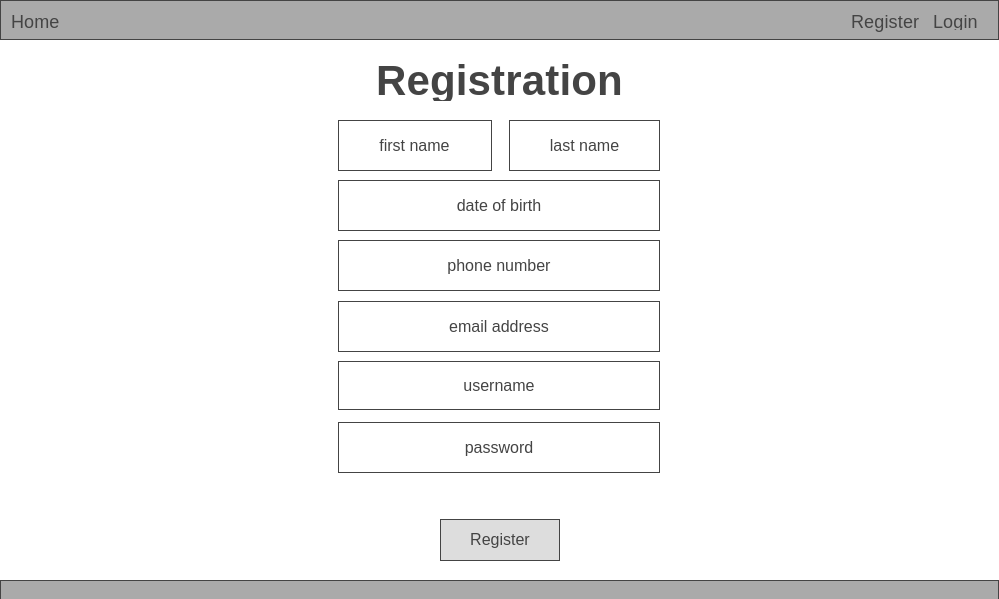 Home Register Login
Registration
first name last name
date of birth
phone number
email address
username
password
Register